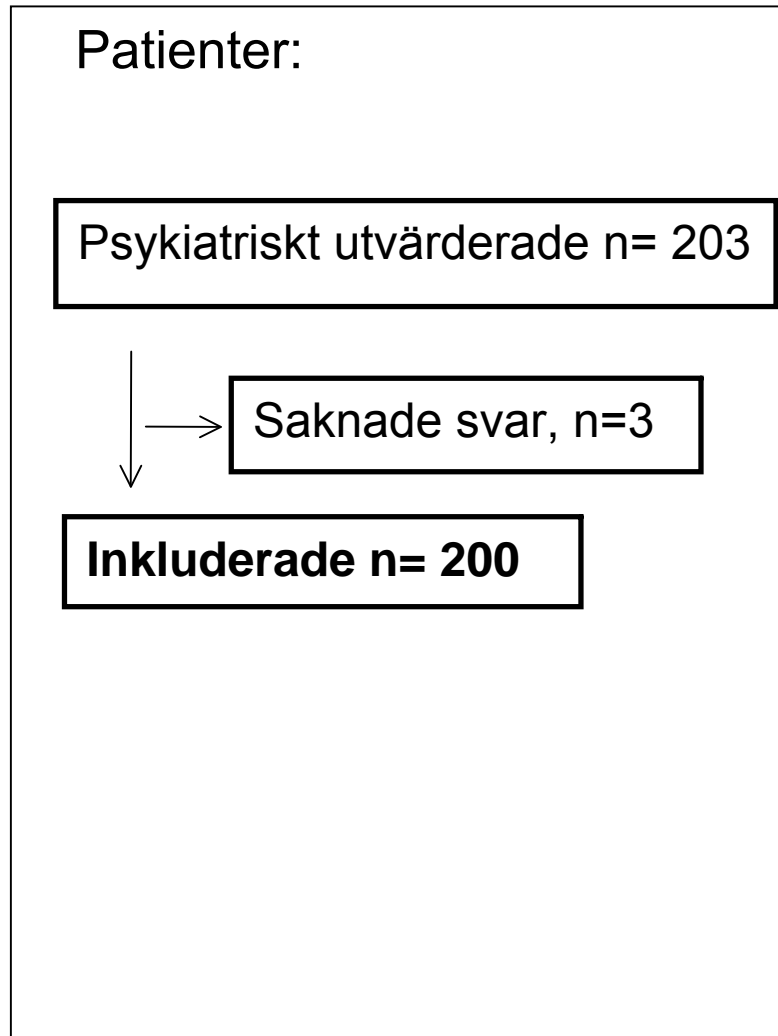 Patienter:
Psykiatriskt utvärderade n= 203
Saknade svar, n=3
Inkluderade n= 200